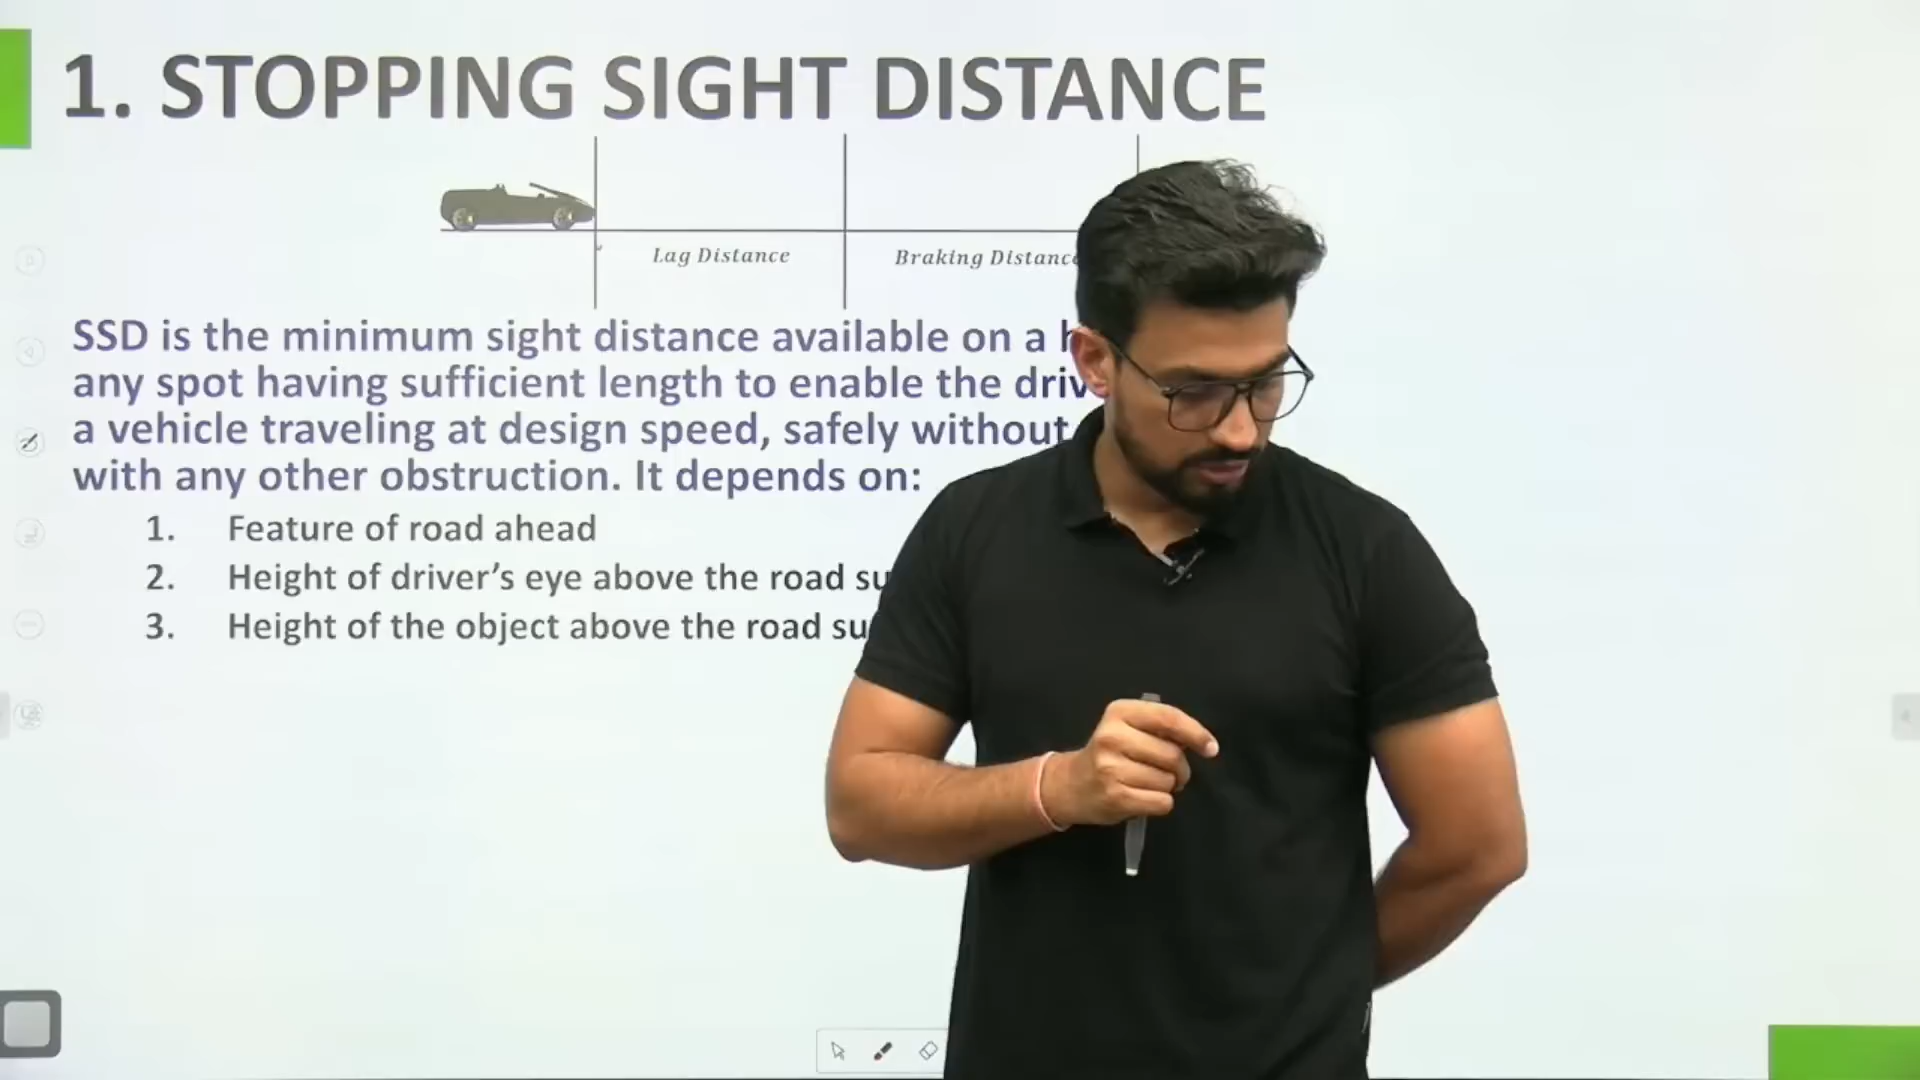 1. STOPPING SIGHT DISTANCE
Lag Distance
Braking Distance
SSD is the minimum sight distance available on a
any spot having sufficient length to enable the
a vehicle traveling at design speed, safely without
with any other obstruction. It depends on:
1. Feature of road ahead
2. Height of driver's eye above the road
3. Height of the object above the road